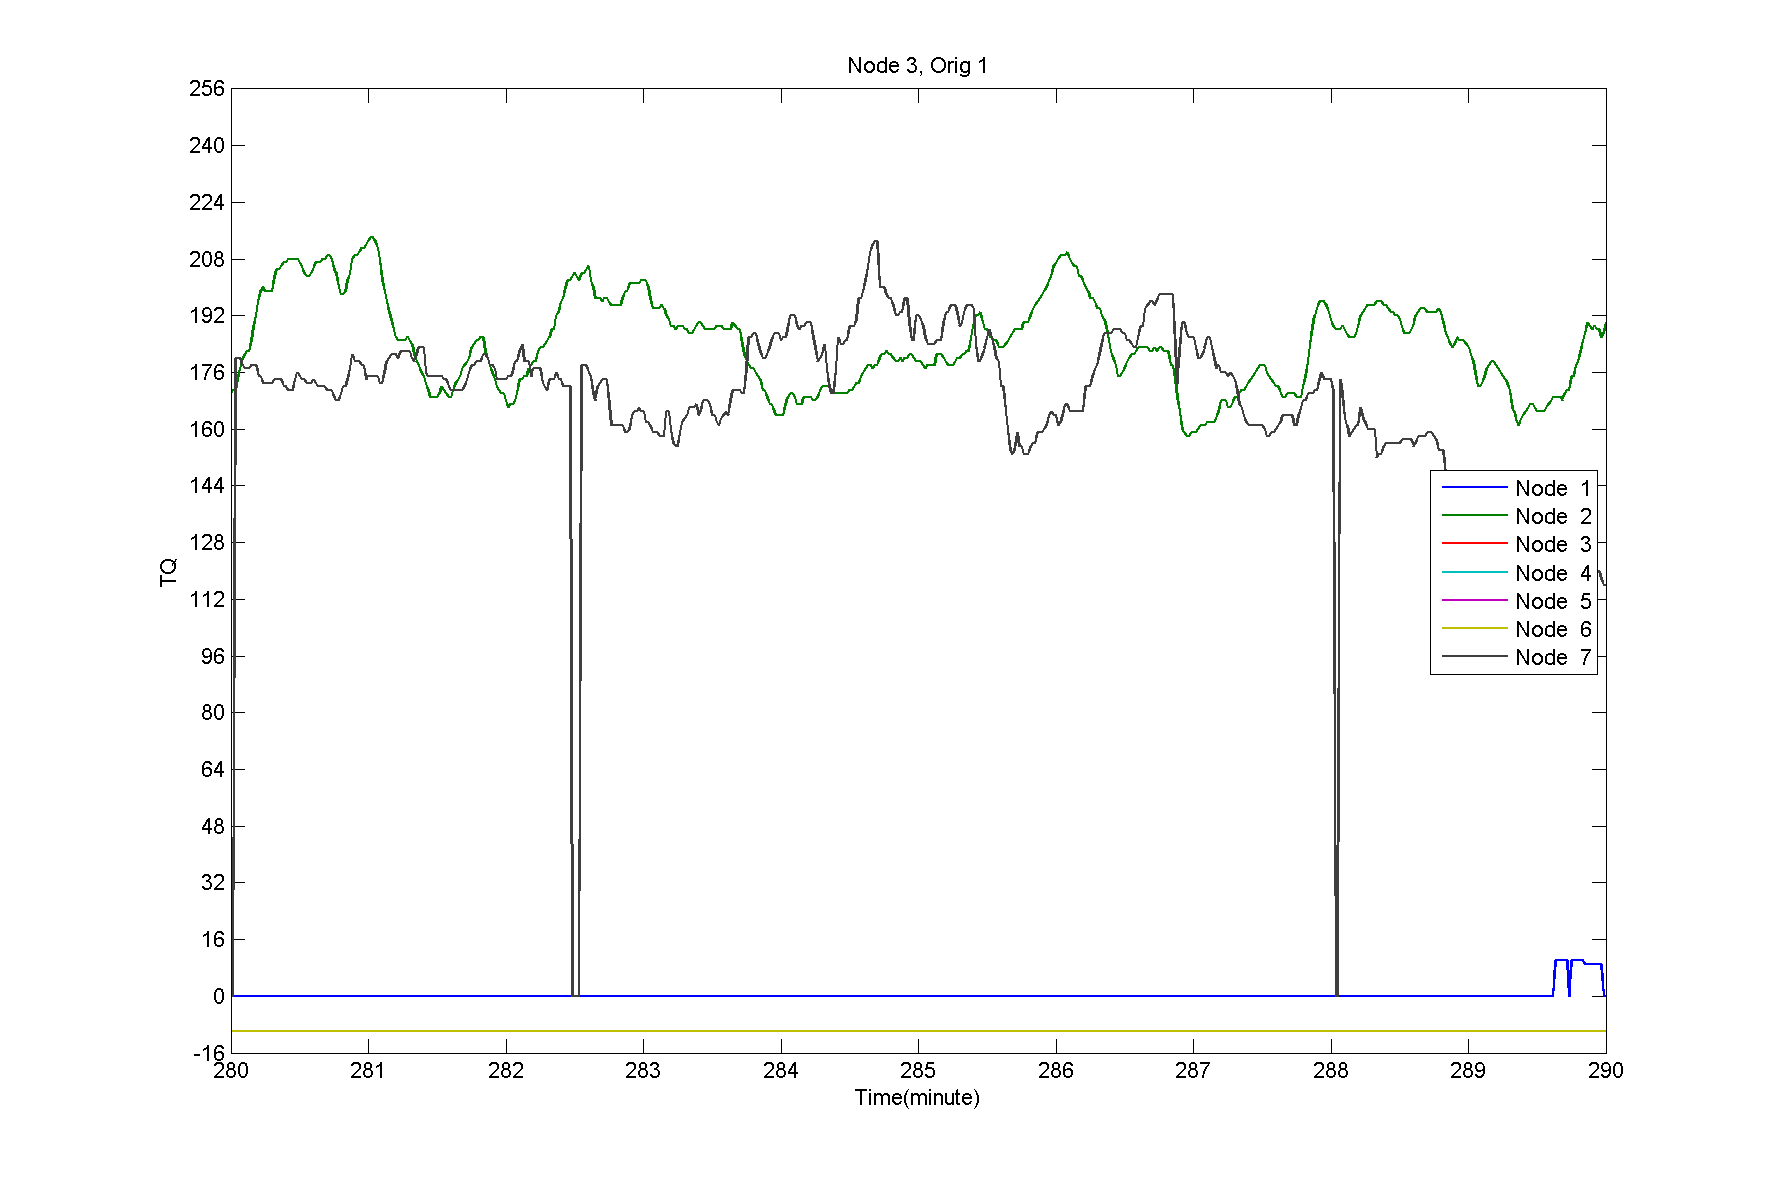 Node 3, Orig 1
256
240
224
208
192
176
160
144
128
112
96
80
64
48
32
16
0
-16
TQ
Node 1
Node 2
Node 3
Node 4
Node 5
Node 6
Node 7
280 281 282 283 284 285 286 287 288 289 290
Time(minute)